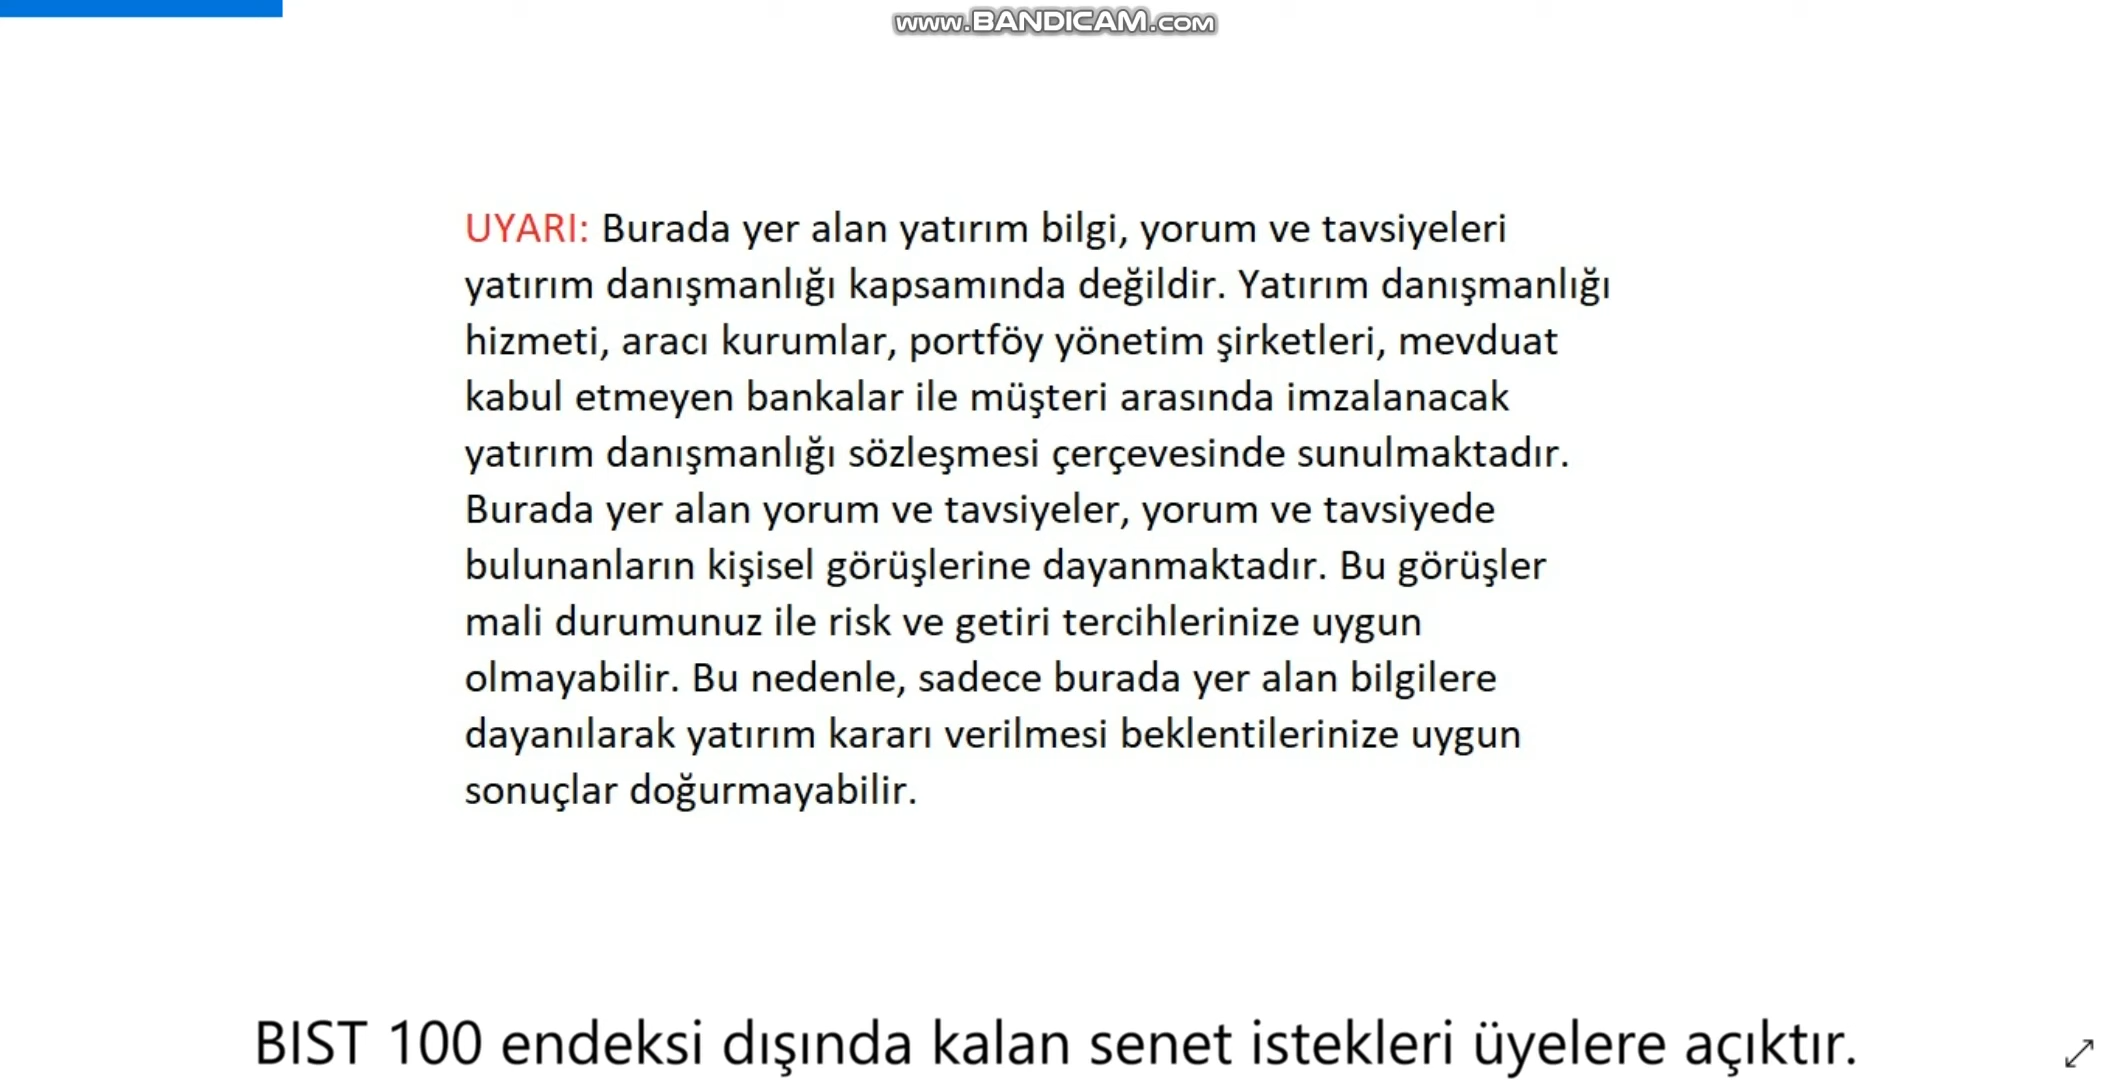 www.BANDICAM.com
UYARI: Burada yer alan yatırım bilgi, yorum ve tavsiyeleri
yatırım danışmanlığı kapsamında değildir. Yatırım danışmanlığı
hizmeti, aracı kurumlar, portföy yönetim şirketleri, mevduat
kabul etmeyen bankalar ile müşteri arasında imzalanacak
yatırım danışmanlığı sözleşmesi çerçevesinde sunulmaktadır.
Burada yer alan yorum ve tavsiyeler, yorum ve tavsiyede
bulunanların kişisel görüşlerine dayanmaktadır. Bu görüşler
mali durumunuz ile risk ve getiri tercihlerinize uygun
olmayabilir. Bu nedenle, sadece burada yer alan bilgilere
dayanılarak yatırım kararı verilmesi beklentilerinize uygun
sonuçlar doğurmayabilir.
BIST 100 endeksi dışında kalan senet istekleri üyelere açıktır.